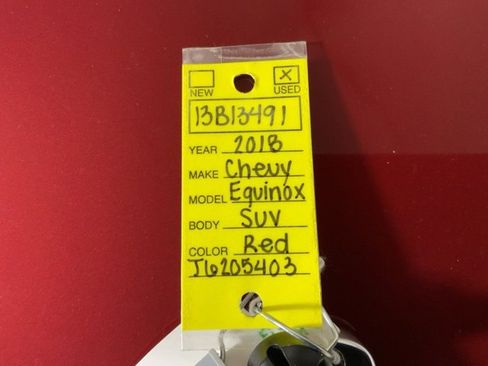 NEW USED
13B13491
YEAR 2018
MAKE Chevy
MODEL Equinox
BODY SUV
COLOR Red
J6205403